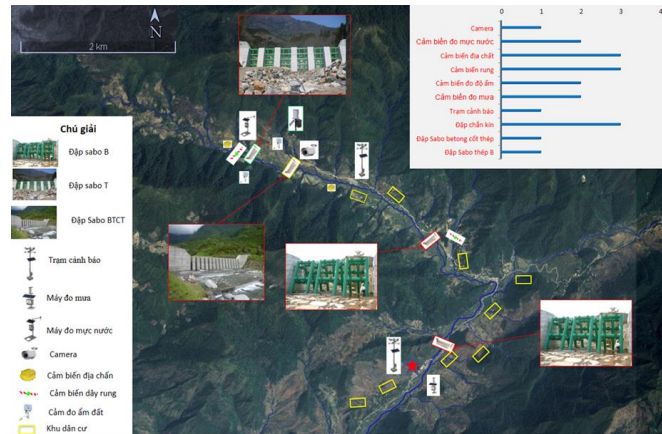 2 km
N
0 1 2 3 4
Camera
Cảm biến đo mực nước
Cảm biến địa chất
Cảm biến rung
Cảm biến đo độ ẩm
Cảm biến đo mưa
Trạm cảnh báo
Đập chắn kín
Đập Sabo betong cốt thép
Đập Sabo thép B
Chú giải
Đập sabo B
Đập sabo T
Đập Sabo BTCT
Trạm cảnh báo
Máy đo mưa
Máy đo mực nước
Camera
Cảm biến địa chấn
Cảm biến dây rung
Cảm đo ẩm đất
Khu dân cư